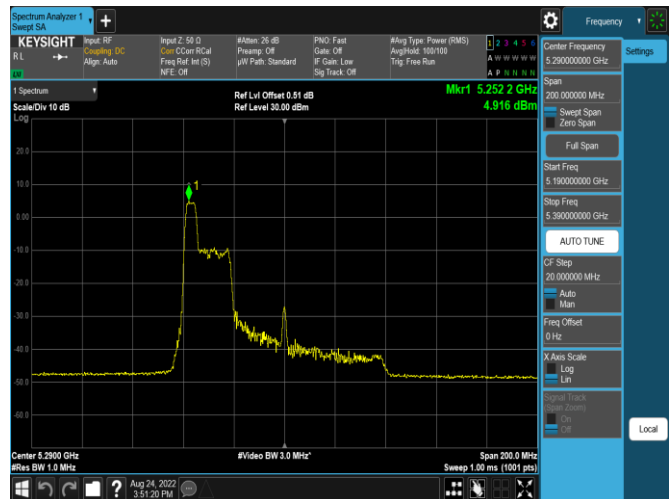 Spectrum Analyzer 1
Swept SA
Frequency
KEYSIGHT
RL
Input: RF
Coupling: DC
Align: Auto
Input Z: 50 Ω
Corr CCorr RCal
Freq Ref: Int (S)
NFE: Off
#Atten: 26 dB
Preamp: Off
µW Path: Standard
PNO: Fast
Gate: Off
IF Gain: Low
Sig Track: Off
#Avg Type: Power (RMS)
Avg|Hold: 100/100
Trig: Free Run
1 2 3 4 5 6
A W W W W W
A P N N N N
LW
1 Spectrum
Scale/Div 10 dB
Log
Ref Lvl Offset 0.51 dB
Ref Level 30.00 dBm
Mkr1 5.252 2 GHz
4.916 dBm
20.0
10.0
0.00
-10.0
-20.0
-30.0
-40.0
-50.0
-60.0
1
Center 5.2900 GHz
#Res BW 1.0 MHz
#Video BW 3.0 MHz*
Span 200.0 MHz
Sweep 1.00 ms (1001 pts)
Aug 24, 2022
3:51:20 PM
?
Center Frequency
5.290000000 GHz
Settings
Span
200.000000 MHz
Swept Span
Zero Span
Full Span
Start Freq
5.190000000 GHz
Stop Freq
5.390000000 GHz
AUTO TUNE
CF Step
20.000000 MHz
Auto
Man
Freq Offset
0 Hz
X Axis Scale
Log
Lin
Signal Track
(Span Zoom)
On
Off
Local